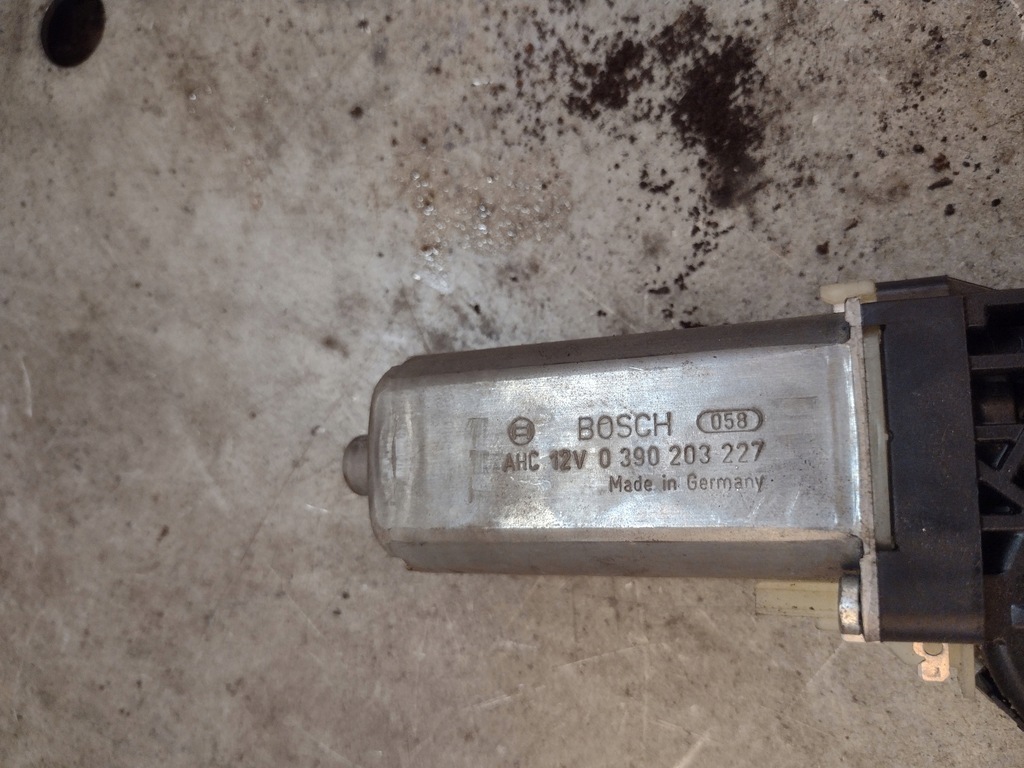 BOSCH 058
AHC 12V 0 390 203 227
Made in Germany